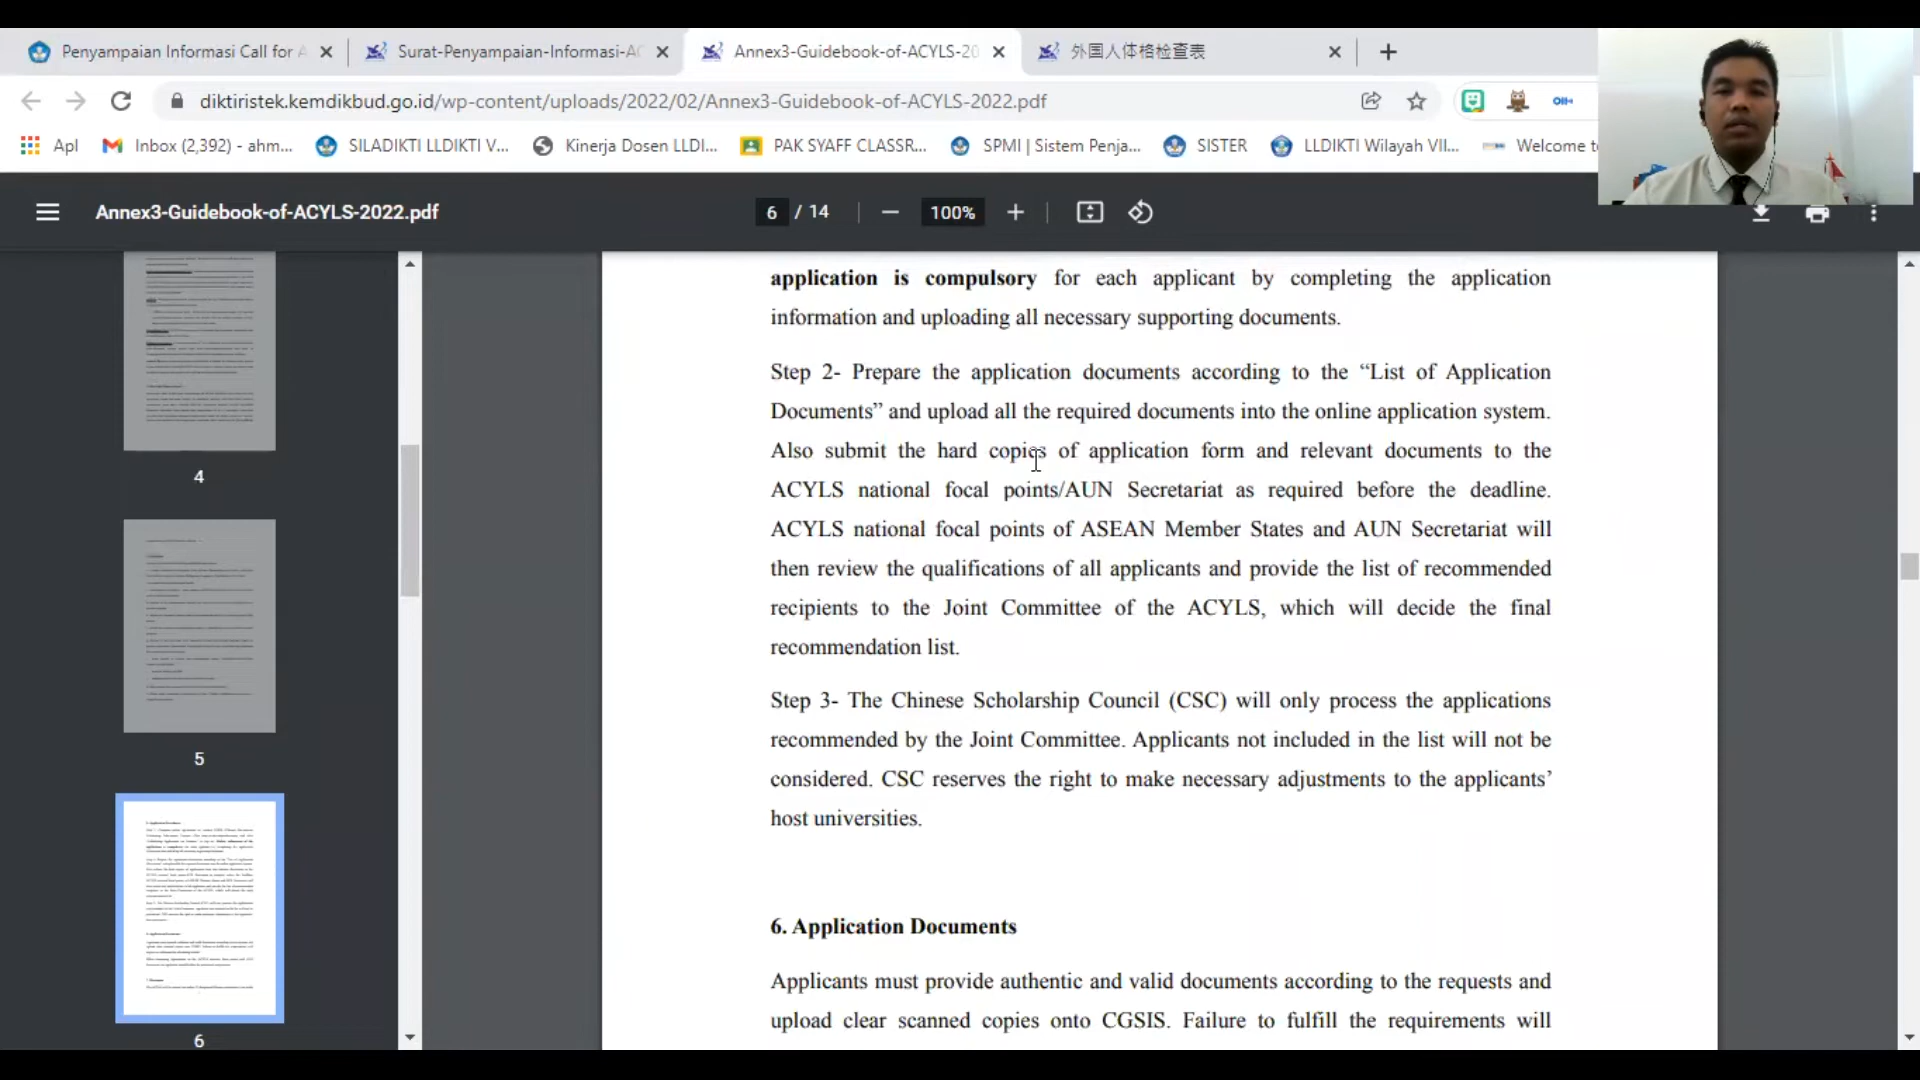 Penyampaian Informasi Call for A
Surat-Penyampaian-Informasi-AC
Annex3-Guidebook-of-ACYLS-20
外国人体格检查表
diktiristek.kemdikbud.go.id/wp-content/uploads/2022/02/Annex3-Guidebook-of-ACYLS-2022.pdf
Apl
Inbox (2,392) - ahm...
SILADIKTI LLDIKTI V...
Kinerja Dosen LLDI...
PAK SYAFF CLASSR...
SPMI | Sistem Penja...
SISTER
LLDIKTI Wilayah VII...
Welcome to
Annex3-Guidebook-of-ACYLS-2022.pdf
6 / 14
100%
4
5
6
application is compulsory for each applicant by completing the application
information and uploading all necessary supporting documents.
Step 2- Prepare the application documents according to the “List of Application
Documents” and upload all the required documents into the online application system.
Also submit the hard copies of application form and relevant documents to the
ACYLS national focal points/AUN Secretariat as required before the deadline.
ACYLS national focal points of ASEAN Member States and AUN Secretariat will
then review the qualifications of all applicants and provide the list of recommended
recipients to the Joint Committee of the ACYLS, which will decide the final
recommendation list.
Step 3- The Chinese Scholarship Council (CSC) will only process the applications
recommended by the Joint Committee. Applicants not included in the list will not be
considered. CSC reserves the right to make necessary adjustments to the applicants’
host universities.
6. Application Documents
Applicants must provide authentic and valid documents according to the requests and
upload clear scanned copies onto CGSIS. Failure to fulfill the requirements will